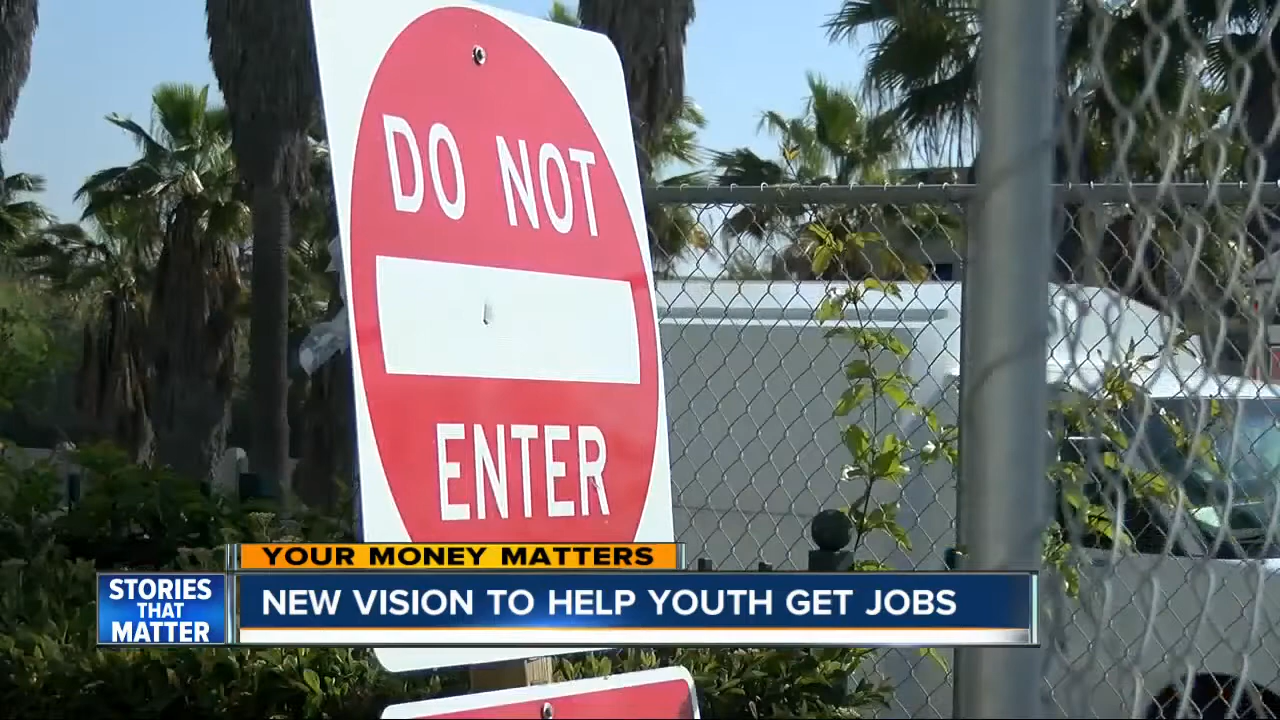 DO NOT
ENTER
YOUR MONEY MATTERS
STORIES
THAT
MATTER
NEW VISION TO HELP YOUTH GET JOBS